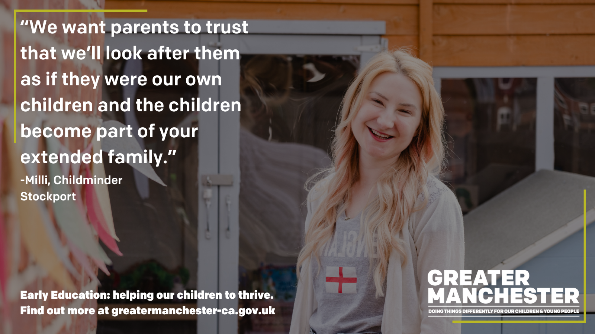 “We want parents to trust
that we’ll look after them
as if they were our own
children and the children
become part of your
extended family.”
-Milli, Childminder
Stockport
ENGLAND
Early Education: helping our children to thrive.
Find out more at greatermanchester-ca.gov.uk
GREATER
MANCHESTER
DOING THINGS DIFFERENTLY FOR OUR CHILDREN & YOUNG PEOPLE